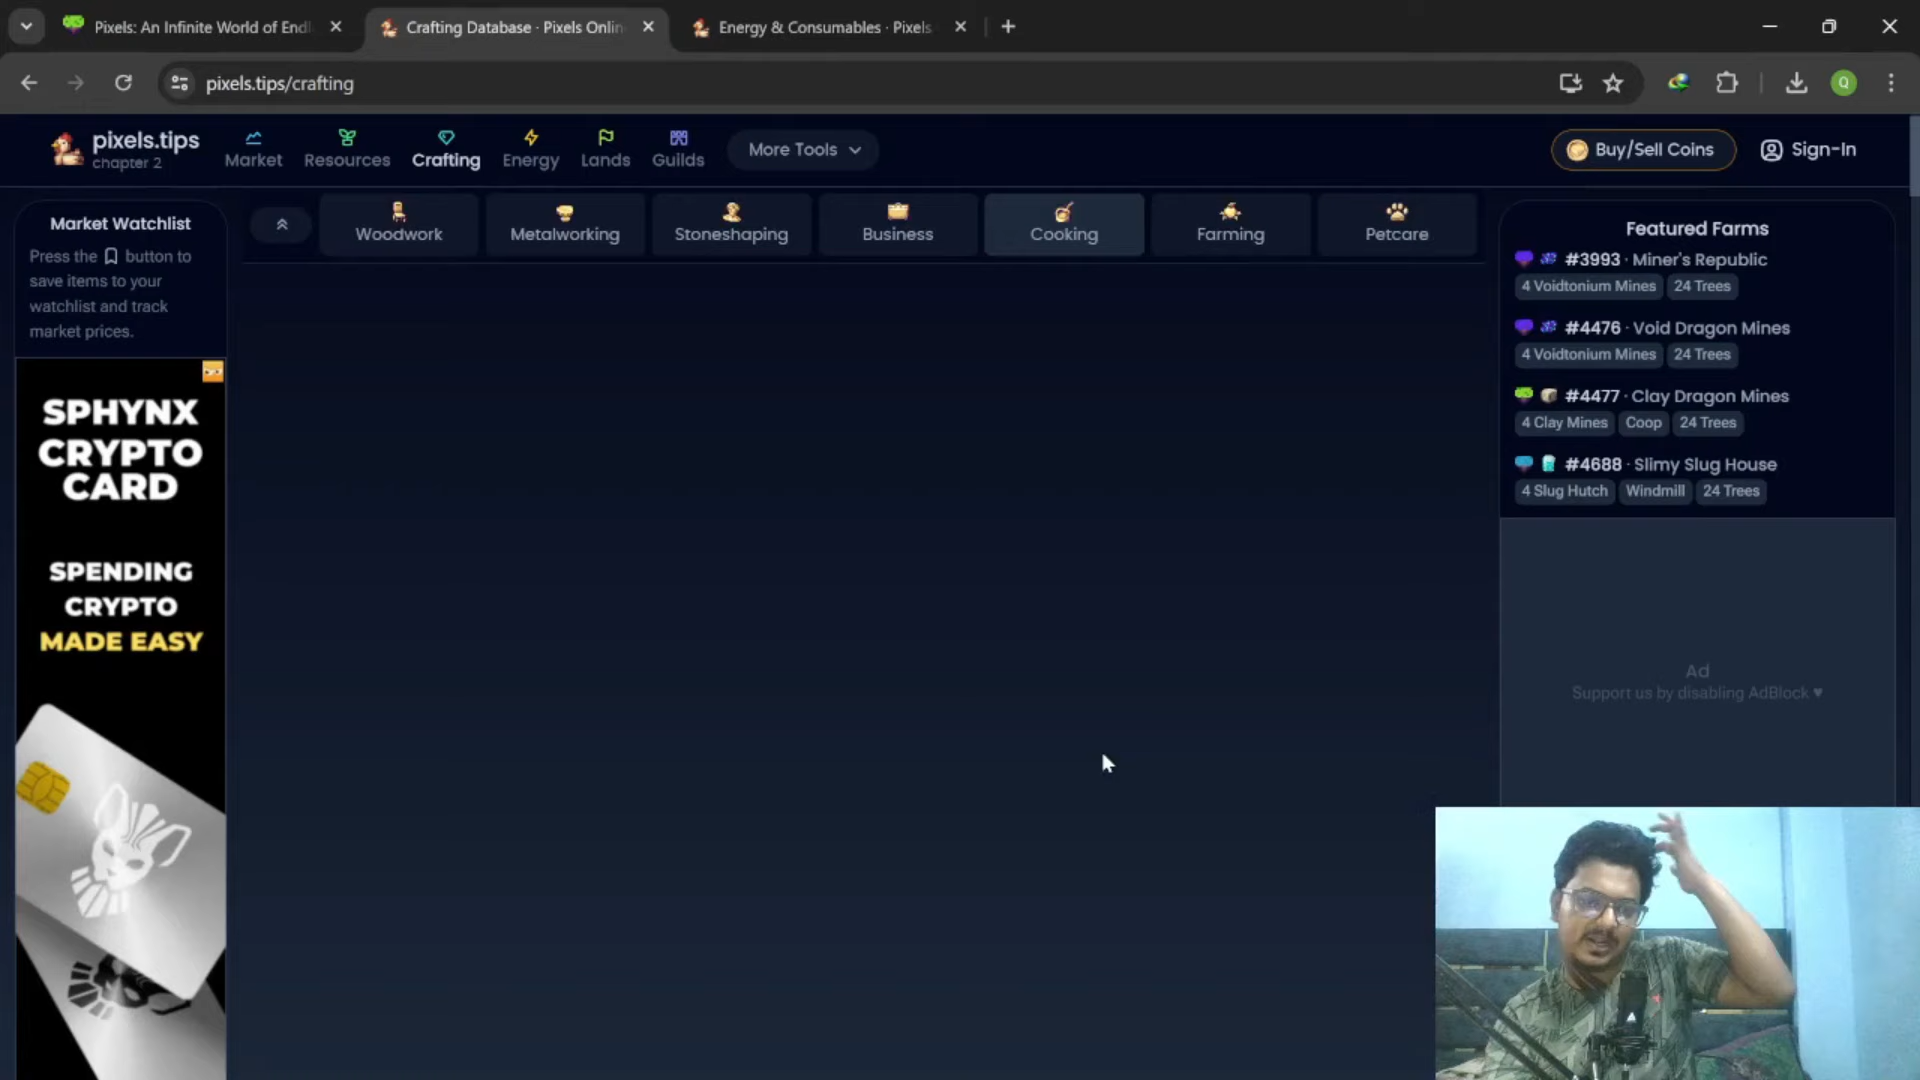 Pixels: An Infinite World of Endl
Crafting Database · Pixels Onlin
Energy & Consumables · Pixels
pixels.tips/crafting
Q
pixels.tips
chapter 2
Market
Resources
Crafting
Energy
Lands
Guilds
More Tools
Buy/Sell Coins
Sign-In
Market Watchlist
Press the button to
save items to your
watchlist and track
market prices.
Woodwork
Metalworking
Stoneshaping
Business
Cooking
Farming
Petcare
Featured Farms
#3993 · Miner's Republic
4 Voidtonium Mines 24 Trees
#4476 · Void Dragon Mines
4 Voidtonium Mines 24 Trees
#4477 · Clay Dragon Mines
4 Clay Mines Coop 24 Trees
#4688 · Slimy Slug House
4 Slug Hutch Windmill 24 Trees
SPHYNX
CRYPTO
CARD
SPENDING
CRYPTO
MADE EASY
Ad
Support us by disabling AdBlock ♥